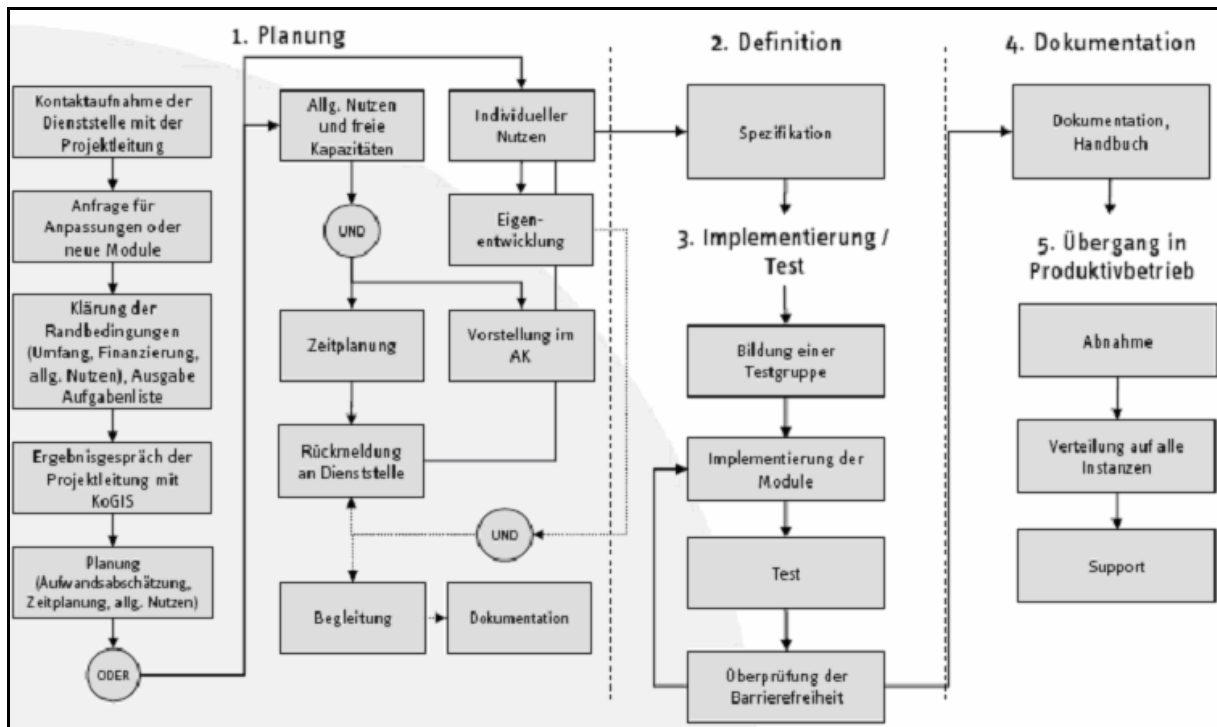 1. Planung
Kontaktaufnahme der
Dienststelle mit der
Projektleitung
Anfrage für
Anpassungen oder
neue Module
Klärung der
Randbedingungen
(Umfang, Finanzierung,
allg. Nutzen), Ausgabe
Aufgabenliste
Ergebnisgespräch der
Projektleitung mit
KoGIS
Planung
(Aufwandsabschätzung,
Zeitplanung, allg. Nutzen)
ODER
Allg. Nutzen
und freie
Kapazitäten
UND
Zeitplanung
Rückmeldung
an Dienststelle
Individueller
Nutzen
Eigen-
entwicklung
Vorstellung im
AK
UND
Begleitung
Dokumentation
2. Definition
Spezifikation
3. Implementierung /
Test
Bildung einer
Testgruppe
Implementierung der
Module
Test
Überprüfung der
Barrierefreiheit
4. Dokumentation
Dokumentation,
Handbuch
5. Übergang in
Produktivbetrieb
Abnahme
Verteilung auf alle
Instanzen
Support